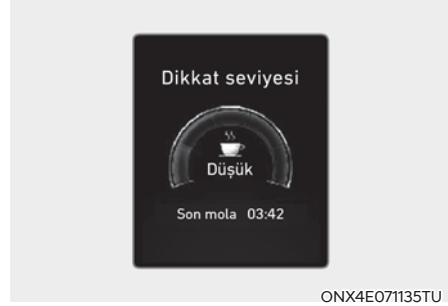 Dikkat seviyesi
Düşük
Son mola 03:42
ONX4E071135TU